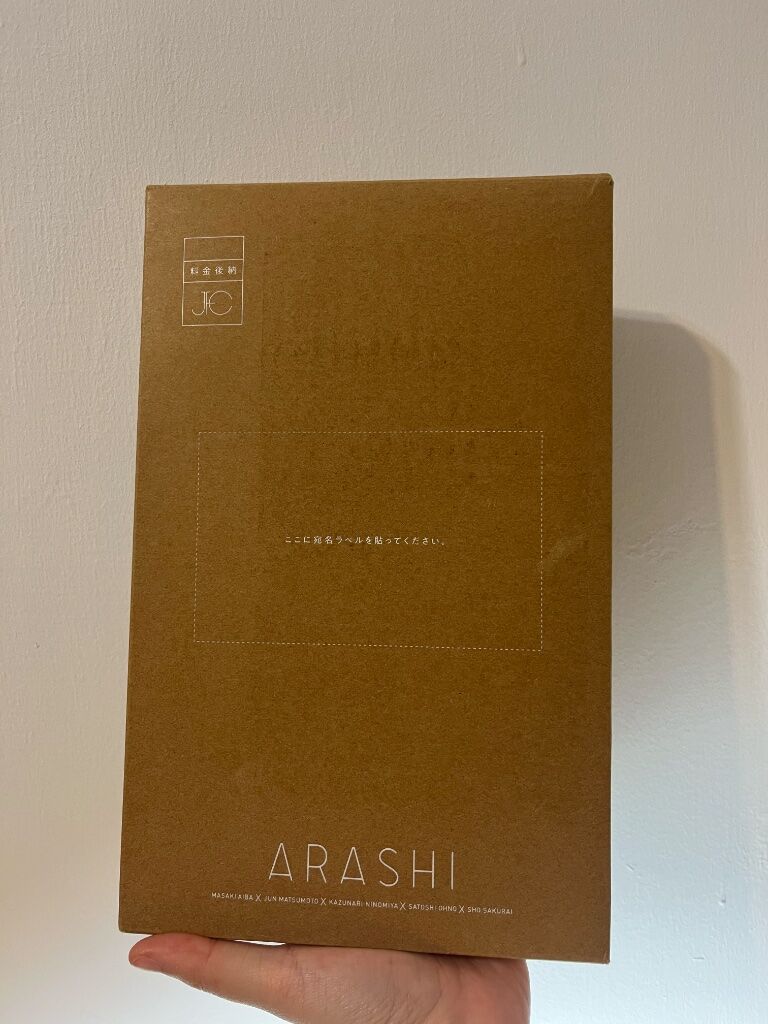 料金後納
JFC
ここに宛名ラベルを貼ってください。
ARASHI
MASAKI AIBA X JUN MATSUMOTO X KAZUNARI NINOMIYA X SATOSHI OHNO X SHO SAKURAI